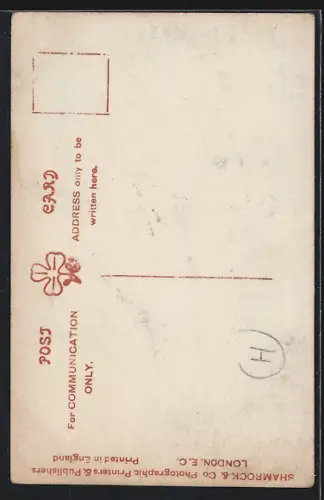 POST CARD
For COMMUNICATION
ONLY.
ADDRESS only to be
written here.
SHAMROCK & Co Photographic Printers & Publishers
LONDON. E.C.
Printed in England
H